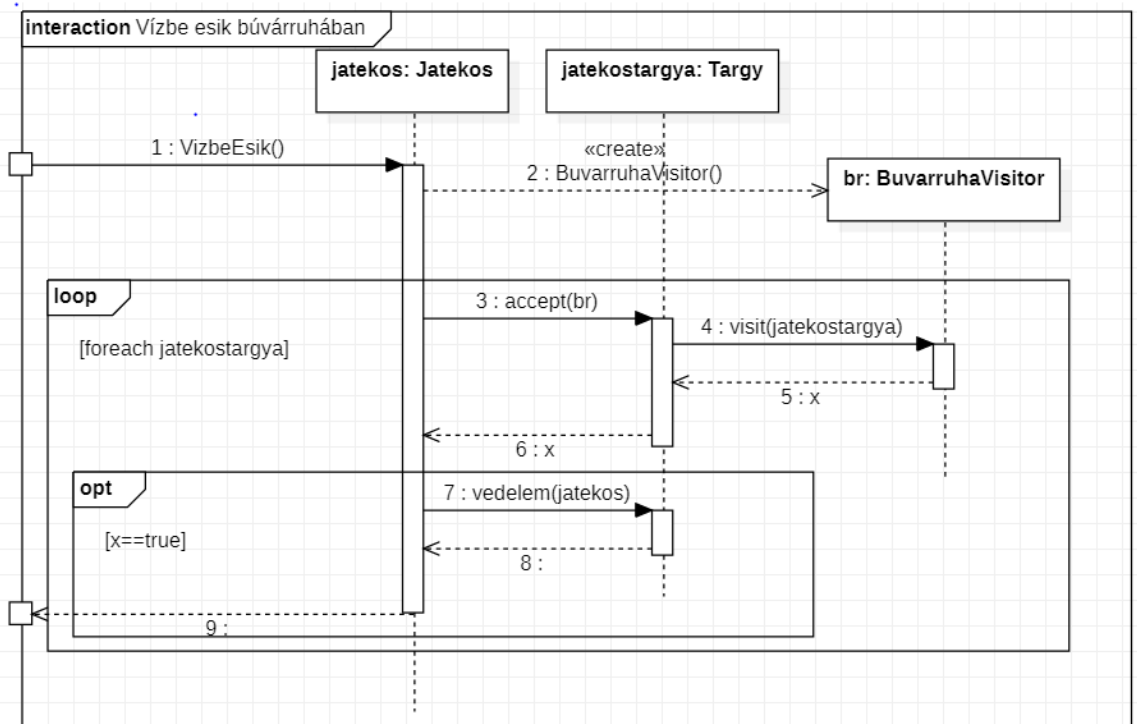 interaction Vízbe esik búvárruhában
jatekos: Jatekos
jatekostargya: Targy
1 : VizbeEsik()
«create»
2 : BuvarruhaVisitor()
br: BuvarruhaVisitor
loop
3 : accept(br)
4 : visit(jatekostargya)
[foreach jatekostargya]
5 : x
6 : x
opt
7 : vedelem(jatekos)
[x==true]
8 :
9 :